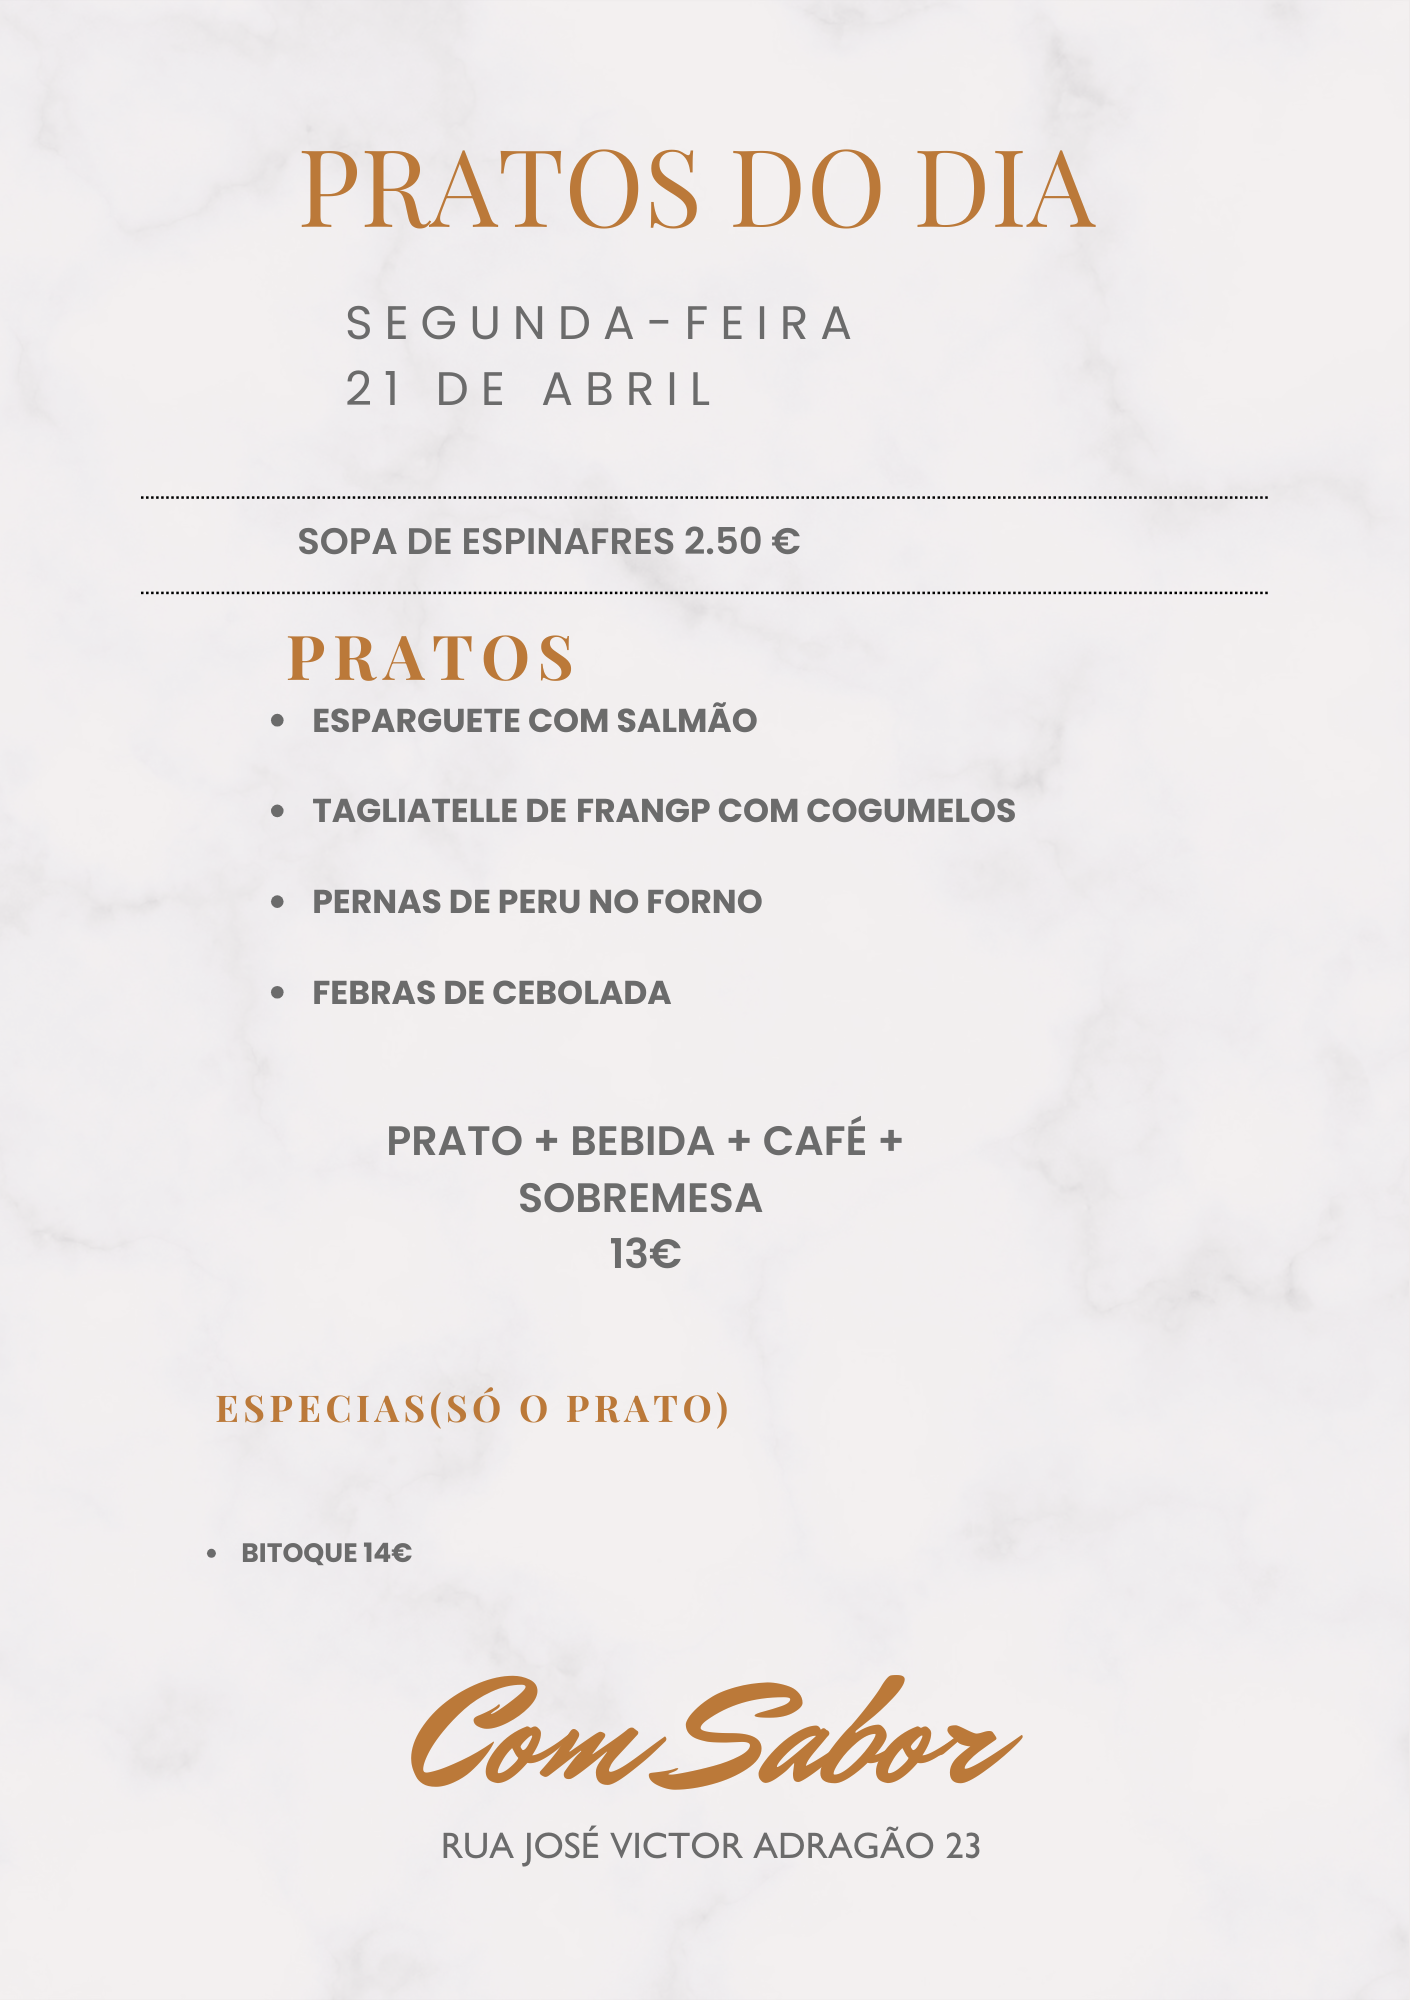 PRATOS DO DIA
SEGUNDA-FEIRA
21 DE ABRIL
SOPA DE ESPINAFRES 2.50 €
PRATOS
• ESPARGUETE COM SALMÃO
• TAGLIATELLE DE FRANGP COM COGUMELOS
• PERNAS DE PERU NO FORNO
• FEBRAS DE CEBOLADA
PRATO + BEBIDA + CAFÉ +
SOBREMESA
13€
ESPECIAS(SÓ O PRATO)
• BITOQUE 14€
Com Sabor
RUA JOSÉ VICTOR ADRAGÃO 23